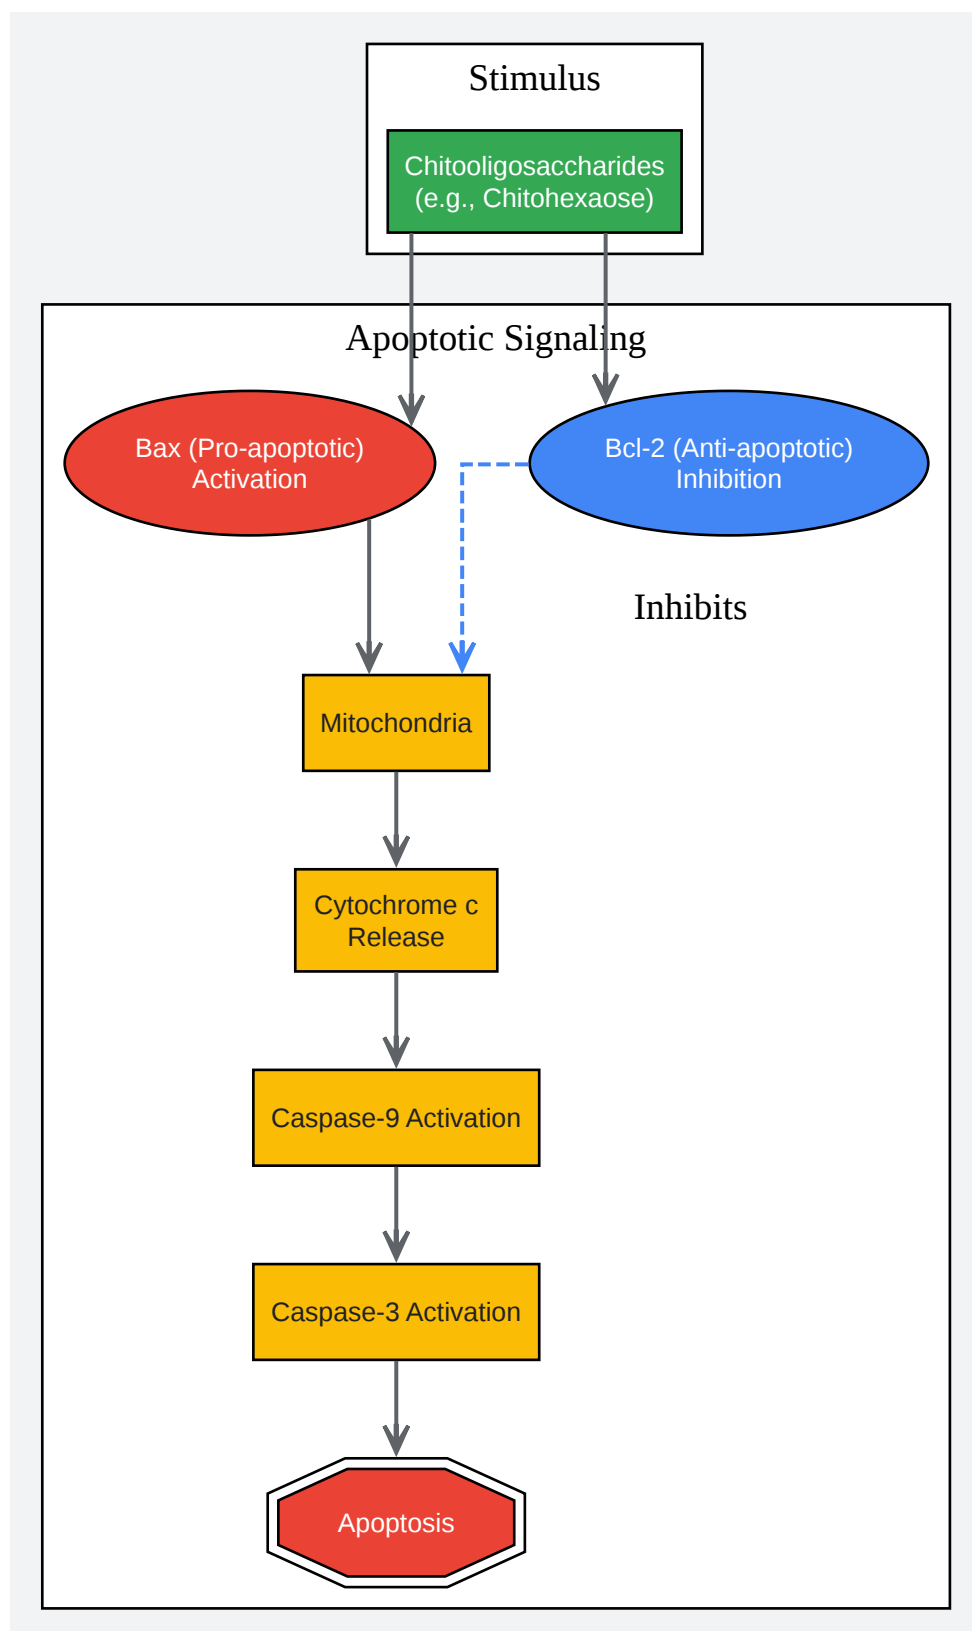 Stimulus
Chitooligosaccharides
(e.g., Chitohexaose)
Apoptotic Signaling
Bax (Pro-apoptotic)
Activation
Bcl-2 (Anti-apoptotic)
Inhibition
Inhibits
Mitochondria
Cytochrome c
Release
Caspase-9 Activation
Caspase-3 Activation
Apoptosis